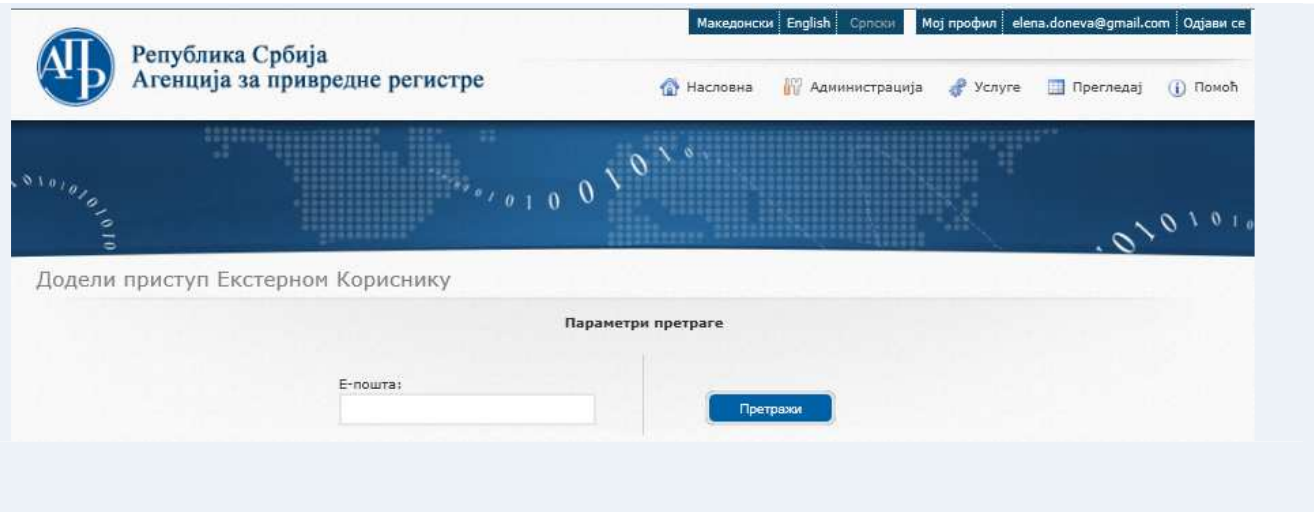 Македонски English Српски Мој профил elena.doneva@gmail.com Одјави се
АПР
Република Србија
Агенција за привредне регистре
Насловна Администрација Услуге Прегледај Помоћ
Додели приступ Екстерном Кориснику
Параметри претраге
Е-пошта:
Претражи